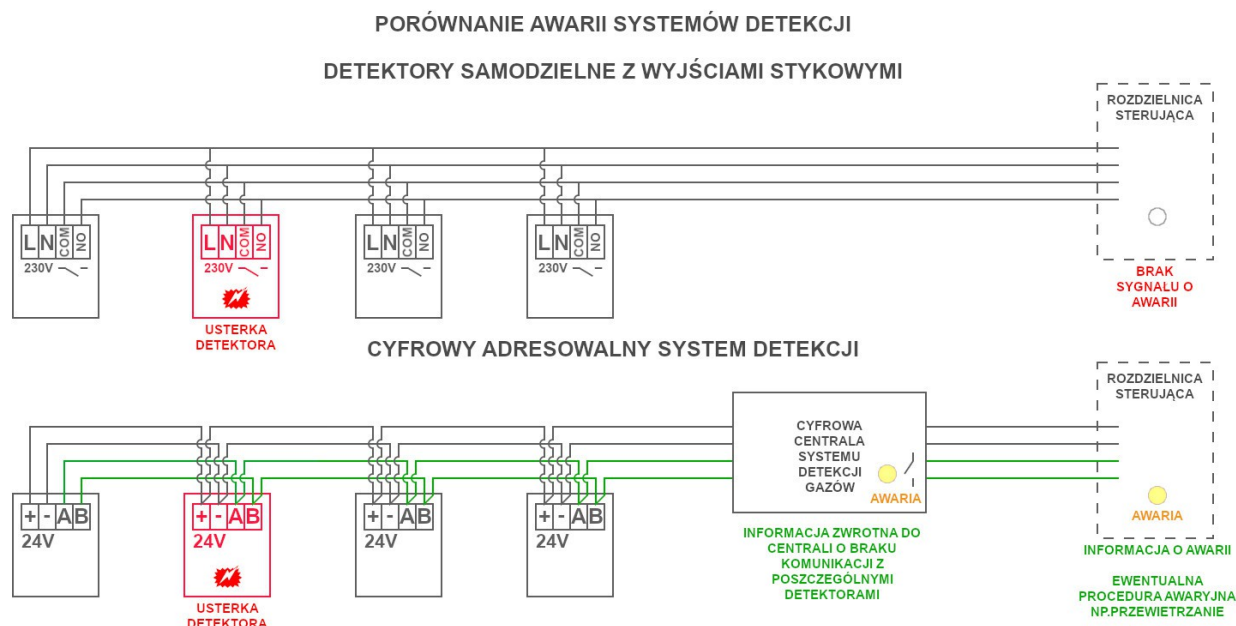 PORÓWNANIE AWARII SYSTEMÓW DETEKCJI
DETEKTORY SAMODZIELNE Z WYJŚCIAMI STYKOWYMI
ROZDZIELNICA
STERUJĄCA
L N COM NO
230V
L N COM NO
230V
L N COM NO
230V
L N COM NO
230V
BRAK
SYGNALU O
AWARII
USTERKA
DETEKTORA
CYFROWY ADRESOWALNY SYSTEM DETEKCJI
ROZDZIELNICA
STERUJĄCA
CYFROWA
CENTRALA
SYSTEMU
DETEKCJI
GAZÓW
AWARIA
AWARIA
+ - A B
24V
+ - A B
24V
+ - A B
24V
+ - A B
24V
INFORMACJA ZWROTNA DO
CENTRALI O BRAKU
KOMUNIKACJI Z
POSZCZEGÓLNYMI
DETEKTORAMI
INFORMACJA O AWARII
EWENTUALNA
PROCEDURA AWARYJNA
NP.PRZEWIETRZANIE
USTERKA
DETEKTORA